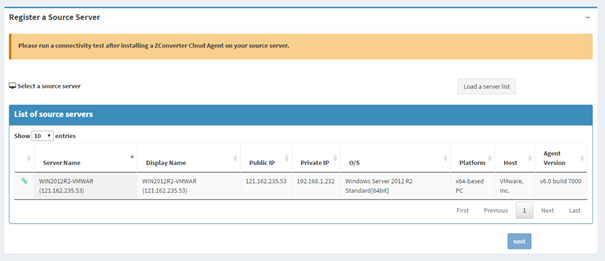 Register a Source Server
Please run a connectivity test after installing a ZConverter Cloud Agent on your source server.
Select a source server
Load a server list
List of source servers
Show 10 entries
Server Name Display Name Public IP Private IP O/S Platform Host Agent Version
WIN2012R2-VMWAR (121.162.235.53) WIN2012R2-VMWAR (121.162.235.53) 121.162.235.53 192.168.1.232 Windows Server 2012 R2 Standard[64bit] x64-based PC VMware, Inc. v6.0 build 7000
First Previous 1 Next Last
next